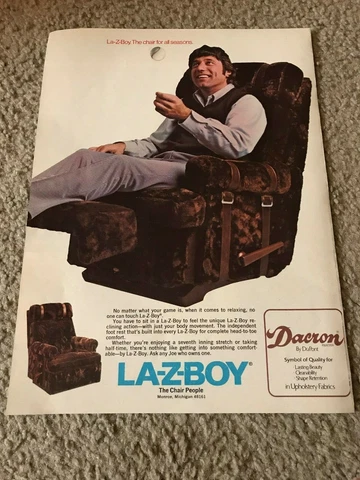 La-Z-Boy. The chair for all seasons.
No matter what your game is, when it comes to relaxing, no
one can touch La-Z-Boy®.
You have to sit in a La-Z-Boy to feel the unique La-Z-Boy re-
clining action—with just your body movement. The independent
foot rest that's built into every La-Z-Boy for complete head-to-toe
comfort.
Whether you're enjoying a seventh inning stretch or taking
half-time, there's nothing like getting into something comfort-
able—by La-Z-Boy. Ask any Joe who owns one.
LA-Z-BOY®
The Chair People
Monroe, Michigan 48161
Dacron
By DuPont
Symbol of Quality for
Lasting Beauty
Cleanability
Shape Retention
in Upholstery Fabrics